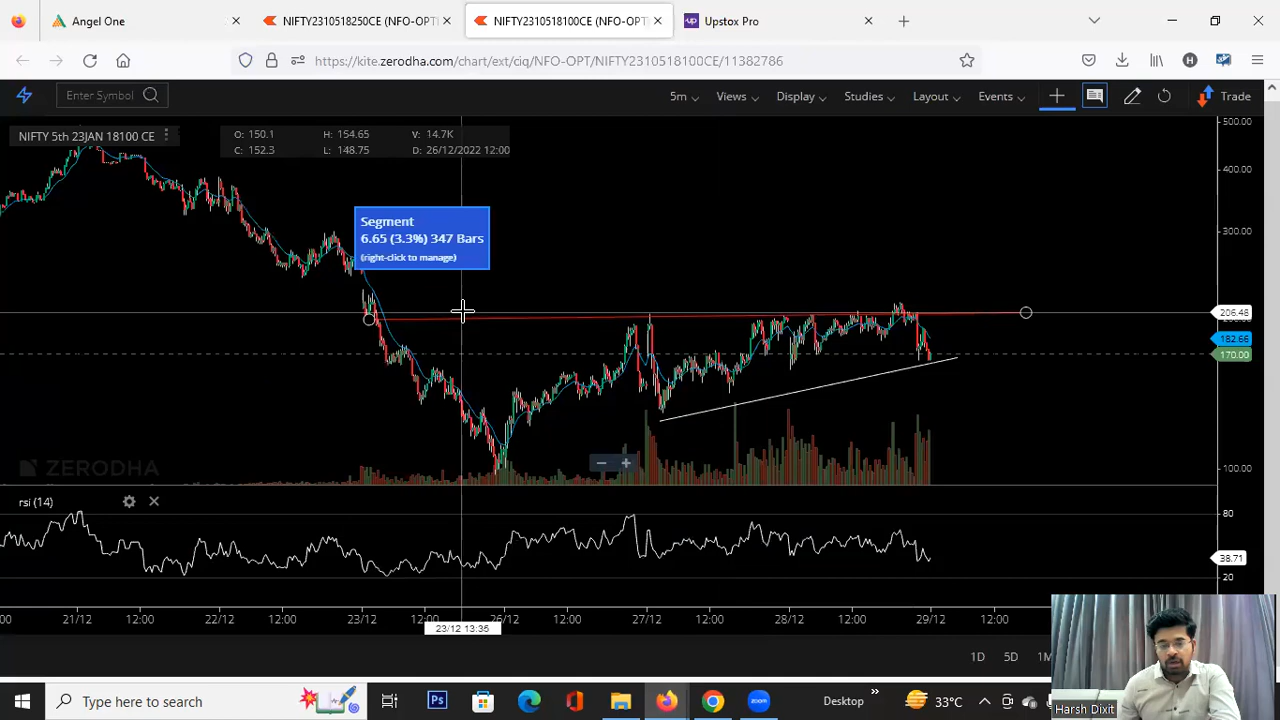 Angel One
NIFTY2310518250CE (NFO-OPT
NIFTY2310518100CE (NFO-OPT
Upstox Pro
https://kite.zerodha.com/chart/ext/ciq/NFO-OPT/NIFTY2310518100CE/11382786
Enter Symbol
5m
Views
Display
Studies
Layout
Events
Trade
NIFTY 5th 23JAN 18100 CE
O: 150.1 H: 154.65 V: 14.7K
C: 152.3 L: 148.75 D: 26/12/2022 12:00
500.00
400.00
300.00
Segment
6.65 (3.3%) 347 Bars
(right-click to manage)
206.48
182.66
170.00
100.00
ZERODHA
rsi (14)
80
38.71
20
21/12 12:00 22/12 12:00 23/12 12:00 26/12 12:00 27/12 12:00 28/12 12:00 29/12 12:00
23/12 13:35
1D 5D
Harsh Dixit
Type here to search
Ps
Desktop
33°C